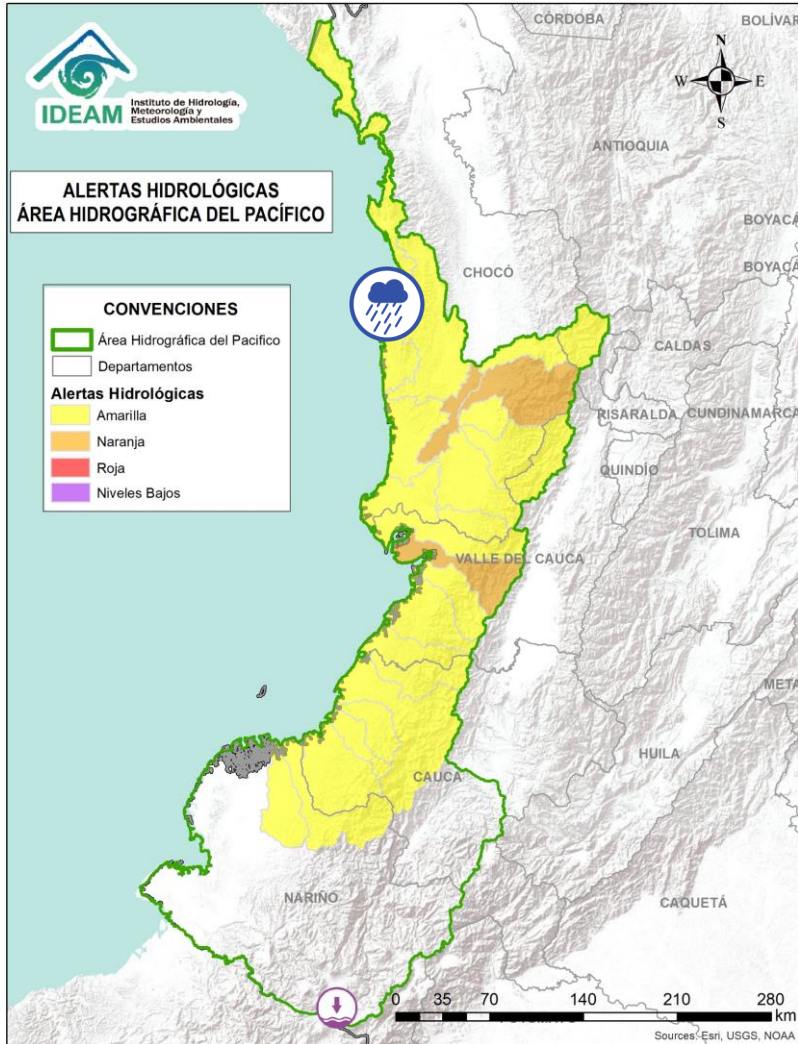 IDEAM
Instituto de Hidrología,
Meteorología y
Estudios Ambientales
ALERTAS HIDROLÓGICAS
ÁREA HIDROGRÁFICA DEL PACÍFICO
CONVENCIONES
Área Hidrográfica del Pacífico
Departamentos
Alertas Hidrológicas
Amarilla
Naranja
Roja
Niveles Bajos
CÓRDOBA
BOLÍVAR
N
W
E
S
ANTIOQUIA
BOYACÁ
CHOCÓ
BOYACÁ
CALDAS
RISARALDA
CUNDINAMARCA
QUINDÍO
TOLIMA
VALLE DEL CAUCA
META
HUILA
CAUCA
NARIÑO
CAQUETÁ
0 35 70 140 210 280
km
Sources: Esri, USGS, NOAA